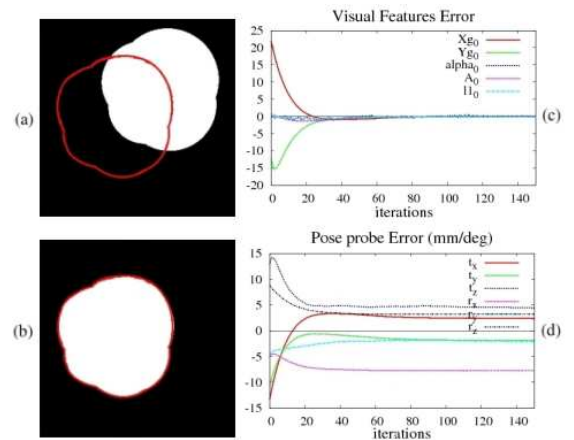 Visual Features Error
25
20
15
10
5
0
-5
-10
-15
-20
Xg0
Yg0
alpha0
A0
l10
0 20 40 60 80 100 120 140
iterations
(a)
(c)
Pose probe Error (mm/deg)
15
10
5
0
-5
-10
-15
tx
ty
tz
rx
rz
0 20 40 60 80 100 120 140
iterations
(b)
(d)